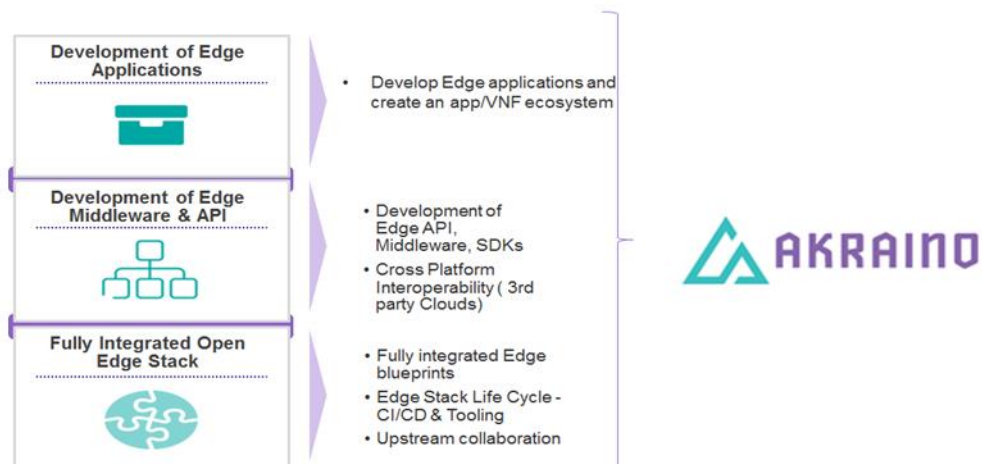 Development of Edge
Applications
• Develop Edge applications and
create an app/VNF ecosystem
Development of Edge
Middleware & API
• Development of
Edge API,
Middleware, SDKs
• Cross Platform
Interoperability ( 3rd
party Clouds)
Fully Integrated Open
Edge Stack
• Fully integrated Edge
blueprints
• Edge Stack Life Cycle -
CI/CD & Tooling
• Upstream collaboration
AKRAINO